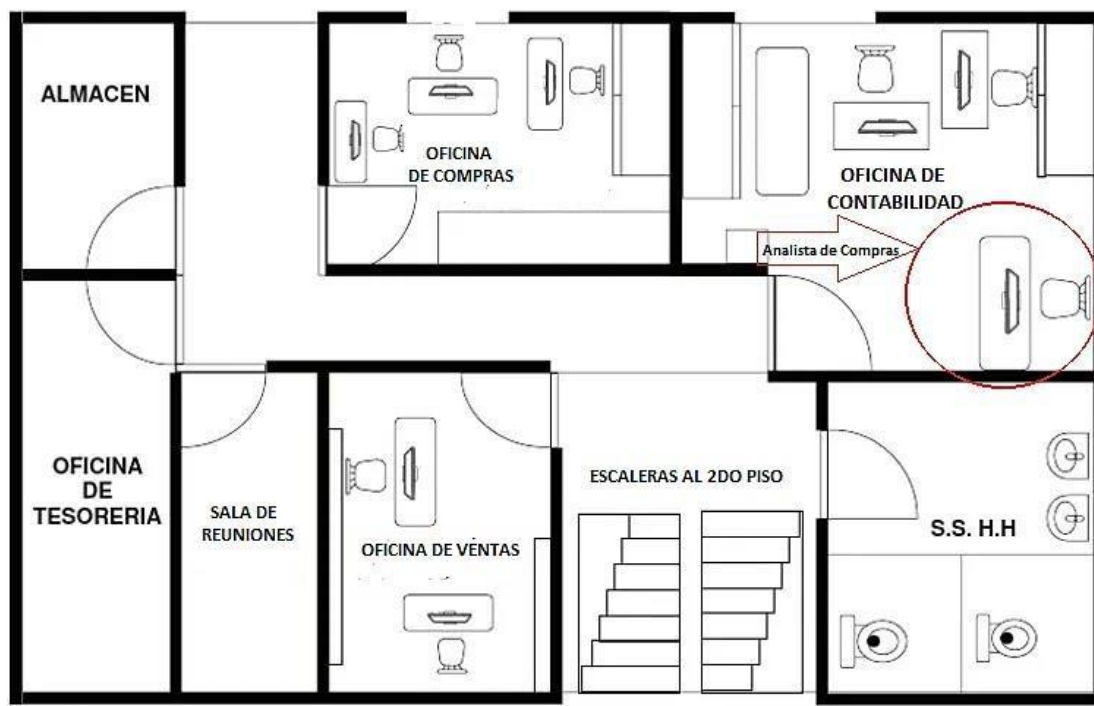 ALMACEN
OFICINA
DE COMPRAS
OFICINA DE
CONTABILIDAD
Analista de Compras
OFICINA
DE
TESORERIA
SALA DE
REUNIONES
OFICINA DE VENTAS
ESCALERAS AL 2DO PISO
S.S. H.H